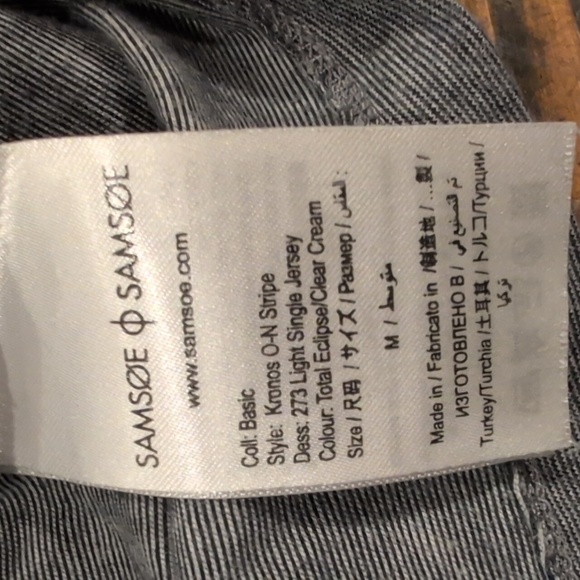 SAMSØE Φ SAMSØE
www.samsoe.com
Coll: Basic
Style: Kronos O-N Stripe
Dess: 273 Light Single Jersey
Colour: Total Eclipse/Clear Cream
Size / 尺码 / サイズ / Размер / المقاس :
M / متوسط
Made in / Fabricato in /制造地/ ...製 /
ИЗГОТОВЛЕНО В / تم التصنيع في
Turkey/Turchia /土耳其 / トルコ/Турции /
تركيا